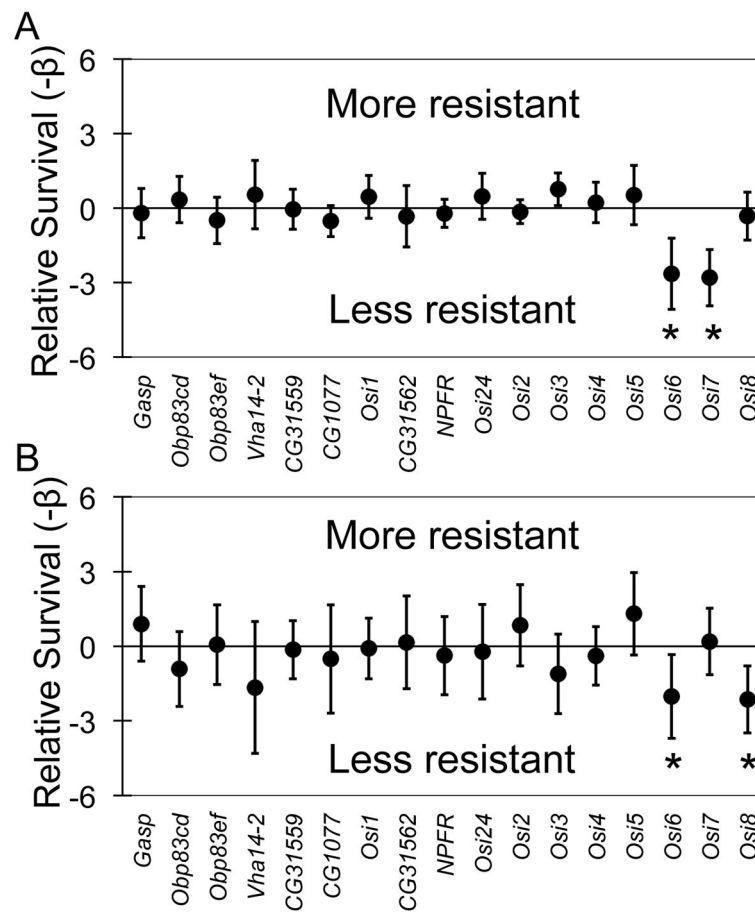 A
Relative Survival (-β)
6
3
0
-3
-6
More resistant
Less resistant
* *
Gasp Obp83cd Obp83ef Vha14-2 CG31559 CG1077 Osi1 CG31562 NPFR Osi24 Osi2 Osi3 Osi4 Osi5 Osi6 Osi7 Osi8
B
Relative Survival (-β)
6
3
0
-3
-6
More resistant
Less resistant
* *
Gasp Obp83cd Obp83ef Vha14-2 CG31559 CG1077 Osi1 CG31562 NPFR Osi24 Osi2 Osi3 Osi4 Osi5 Osi6 Osi7 Osi8